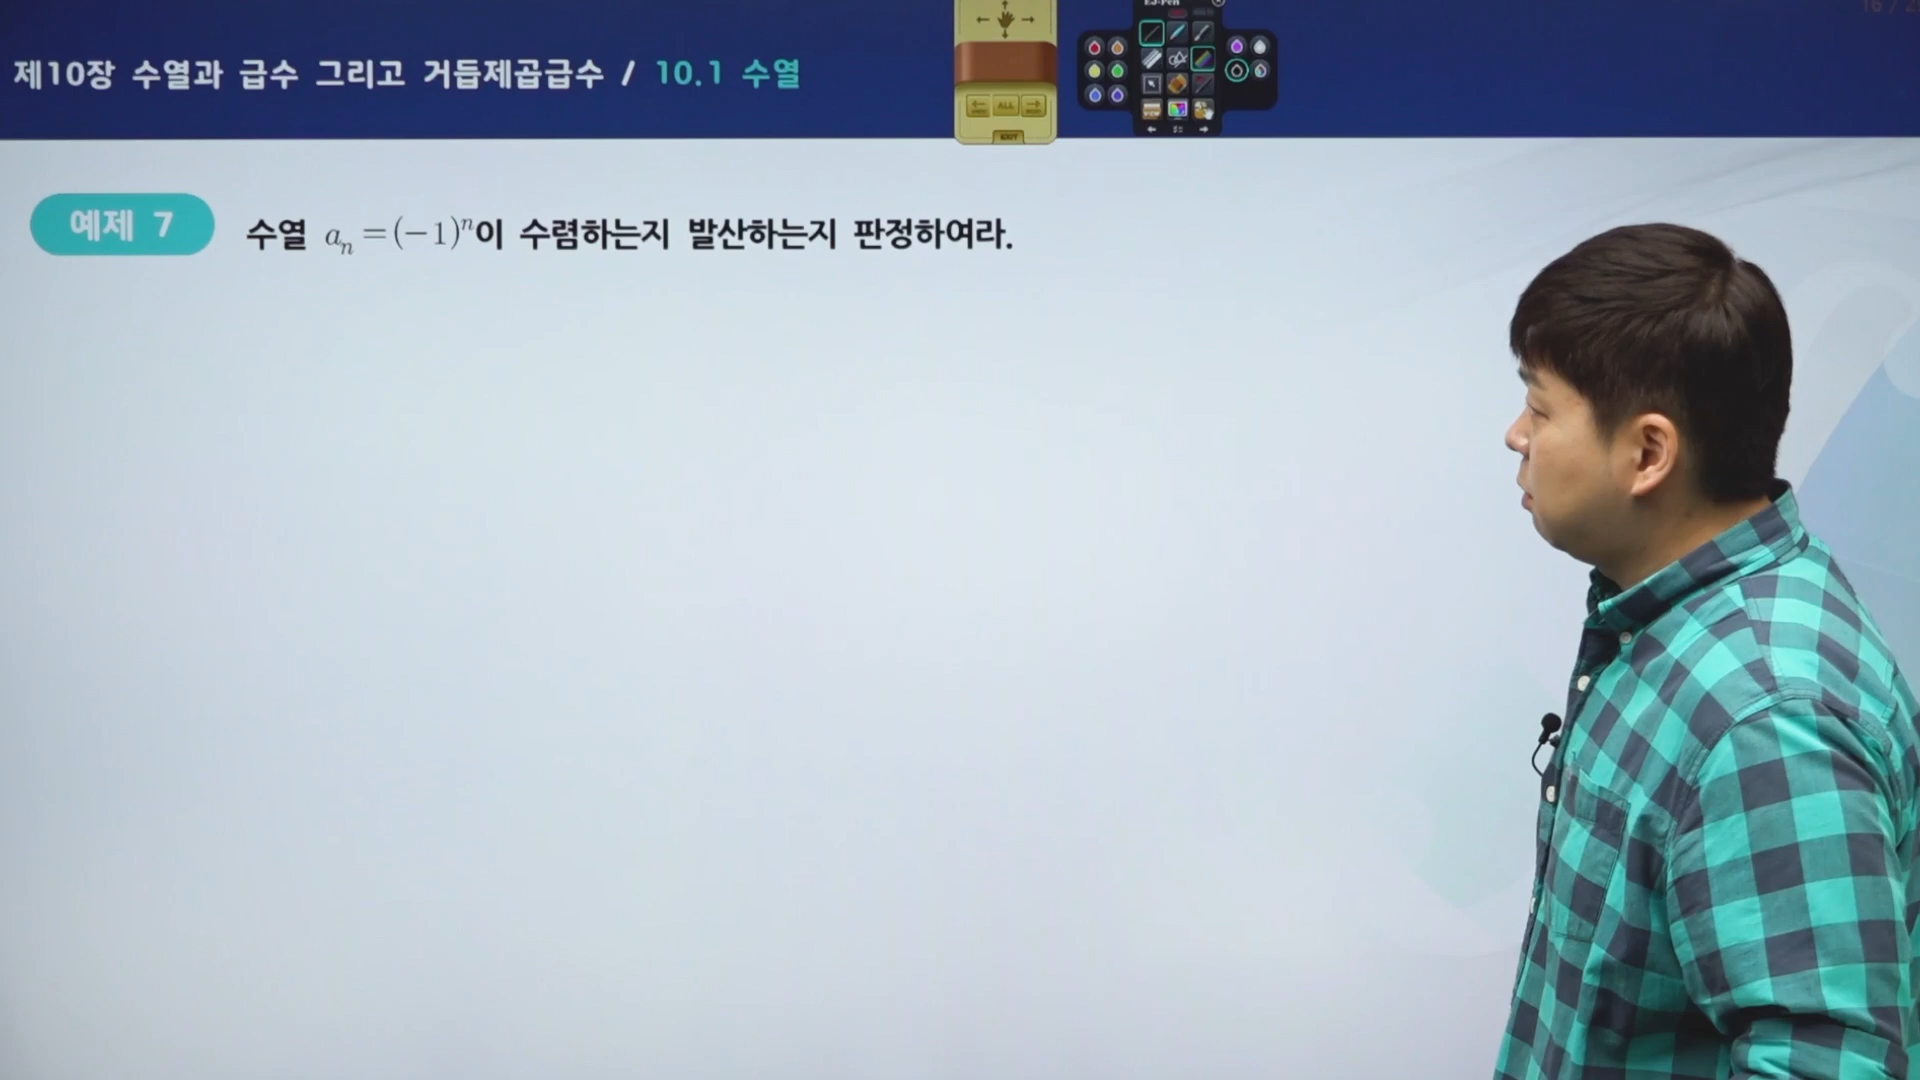 제10장 수열과 급수 그리고 거듭제곱급수 / 10.1 수열
ALL
EXIT
예제 7 수열 aₙ=(−1)ⁿ이 수렴하는지 발산하는지 판정하여라.